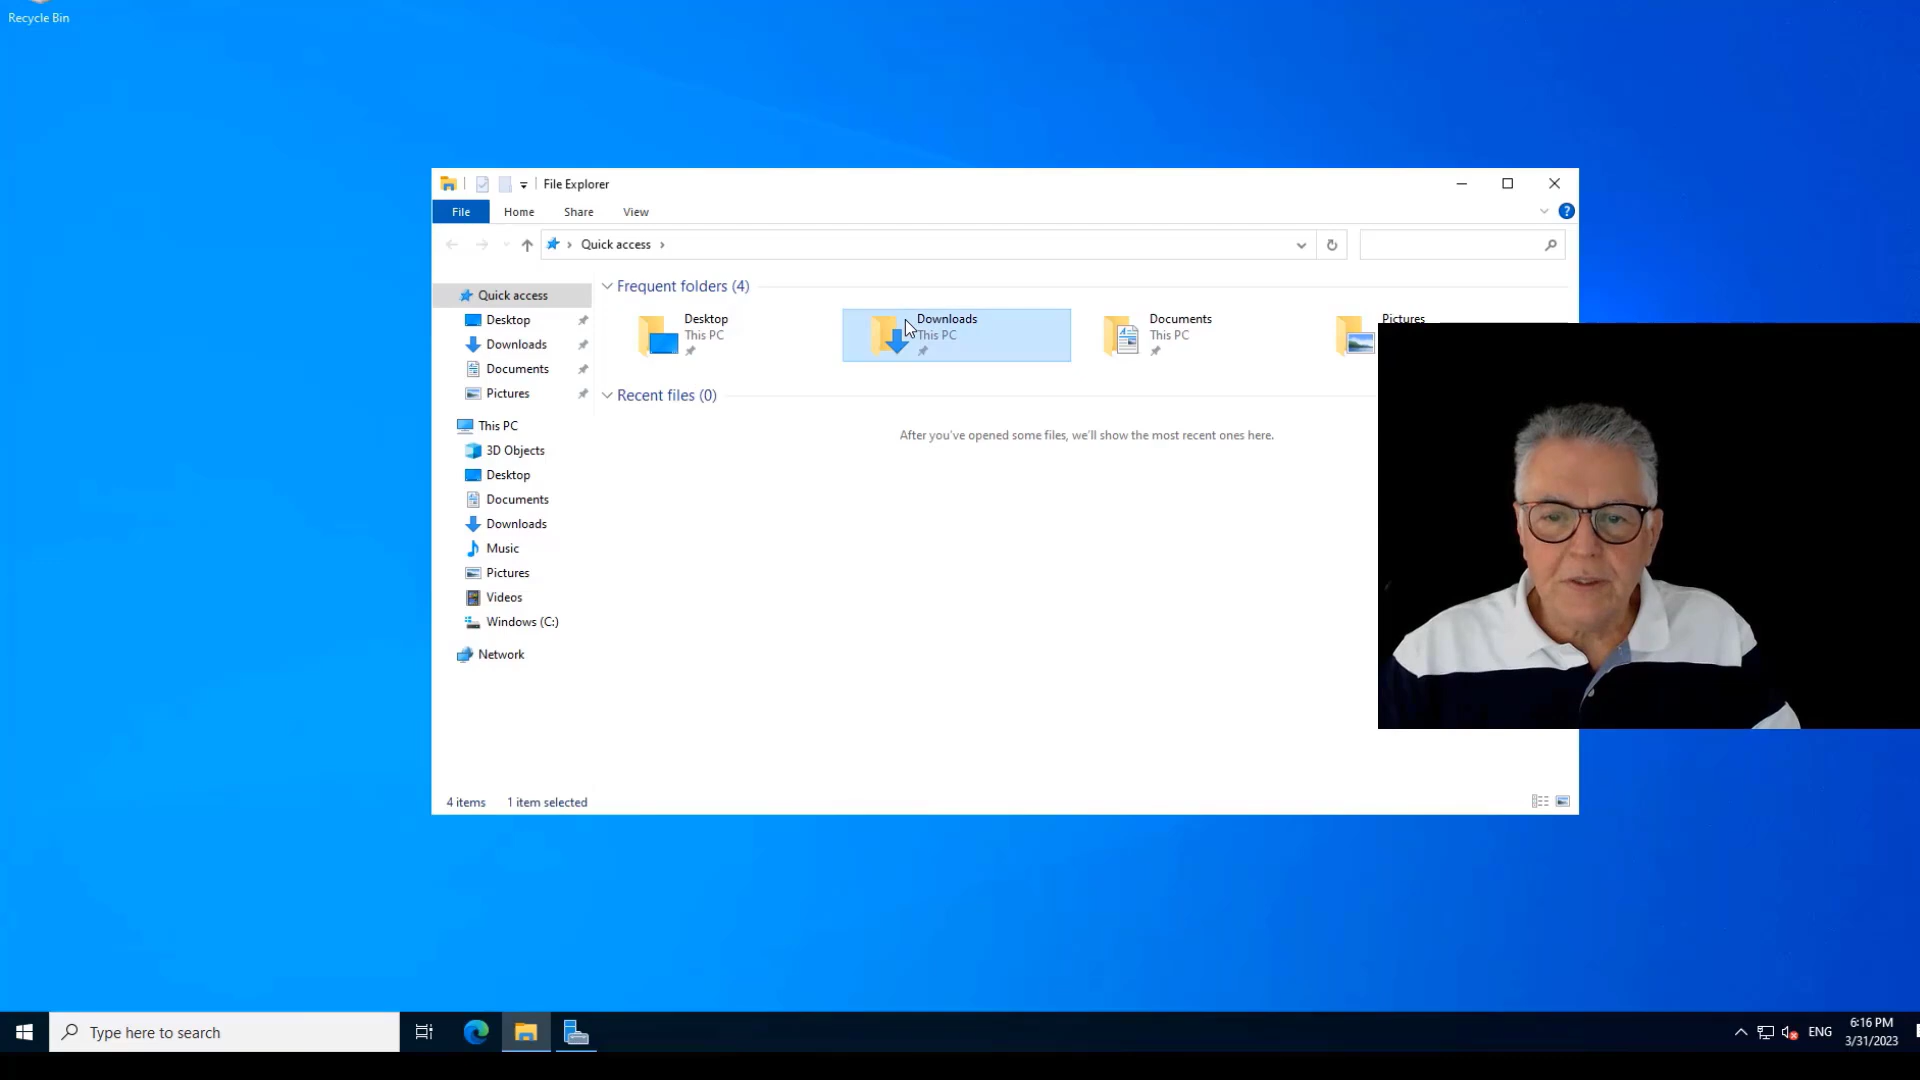 Recycle Bin
File Explorer
File Home Share View
Quick access
Quick access
Desktop
Downloads
Documents
Pictures
This PC
3D Objects
Desktop
Documents
Downloads
Music
Pictures
Videos
Windows (C:)
Network
Frequent folders (4)
Desktop
This PC
Downloads
This PC
Documents
This PC
Pictures
Recent files (0)
After you've opened some files, we'll show the most recent ones here.
4 items 1 item selected
Type here to search
ENG
6:16 PM
3/31/2023